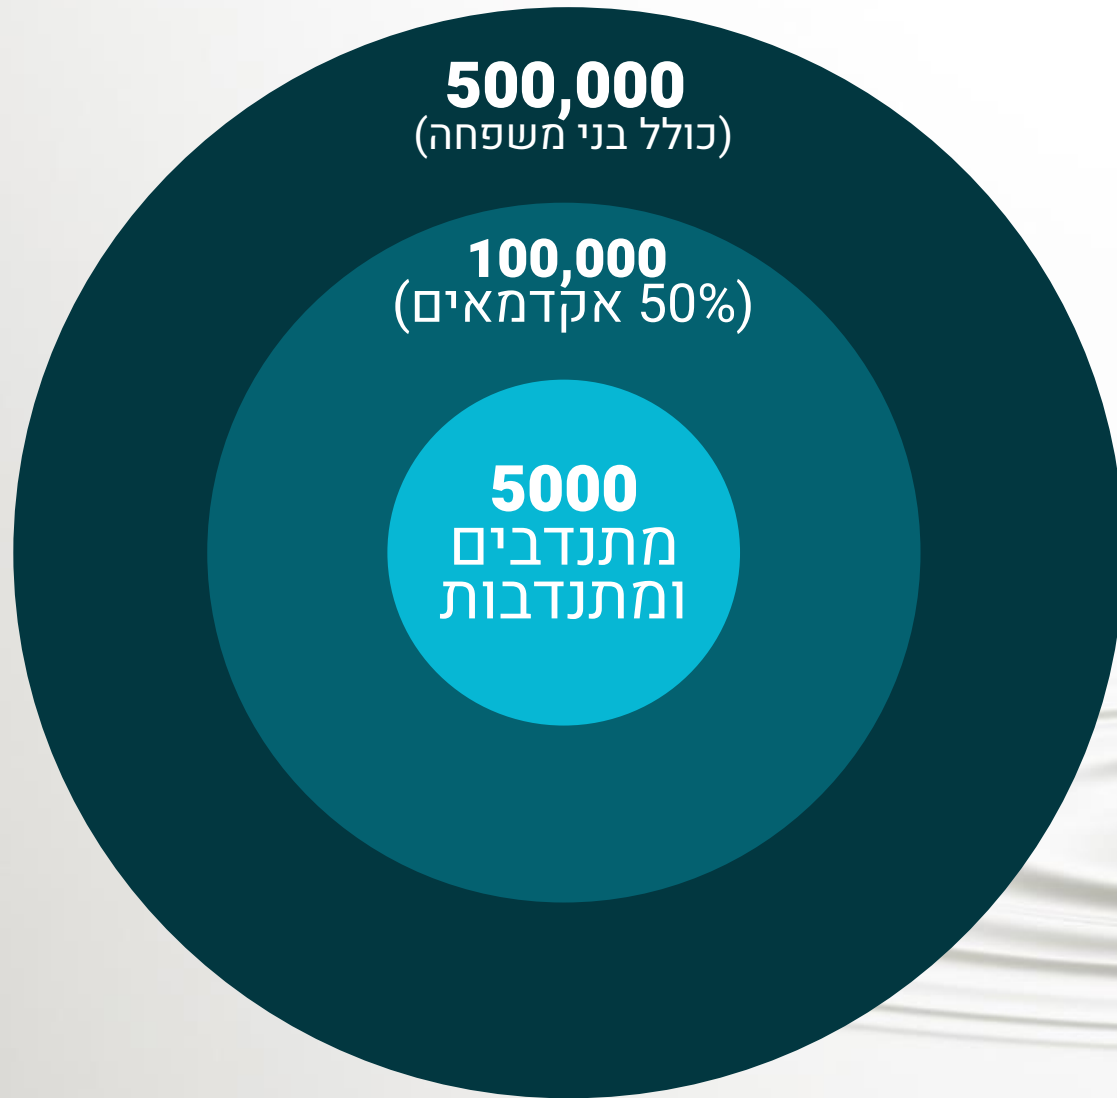 500,000
(כולל בני משפחה)
100,000
(50% אקדמאים)
5000
מתנדבים
ומתנדבות